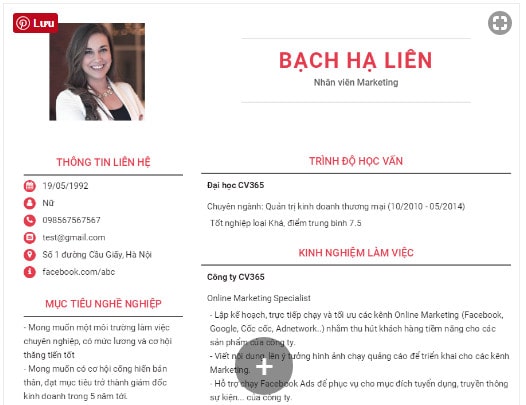 Lưu
BẠCH HẠ LIÊN
Nhân viên Marketing
THÔNG TIN LIÊN HỆ
19/05/1992
Nữ
098567567567
test@gmail.com
Số 1 đường Cầu Giấy, Hà Nội
facebook.com/abc
MỤC TIÊU NGHỀ NGHIỆP
- Mong muốn một môi trường làm việc
chuyên nghiệp, có mức lương và cơ hội
thăng tiến tốt
- Mong muốn có cơ hội cống hiến bản
thân, đạt mục tiêu trở thành giám đốc
kinh doanh trong 5 năm tới.
TRÌNH ĐỘ HỌC VẤN
Đại học CV365
Chuyên ngành: Quản trị kinh doanh thương mại (10/2010 - 05/2014)
Tốt nghiệp loại Khá, điểm trung bình 7.5
KINH NGHIỆM LÀM VIỆC
Công ty CV365
Online Marketing Specialist
- Lập kế hoạch, trực tiếp chạy và tối ưu các kênh Online Marketing (Facebook,
Google, Cốc cốc, Adnetwork...) nhằm thu hút khách hàng tiềm năng cho các
sản phẩm của công ty.
- Viết nội dung, lên ý tưởng hình ảnh chạy quảng cáo để triển khai cho các kênh
Marketing.
- Hỗ trợ chạy Facebook Ads để phục vụ cho mục đích tuyển dụng, truyền thông
sự kiện... của công ty.